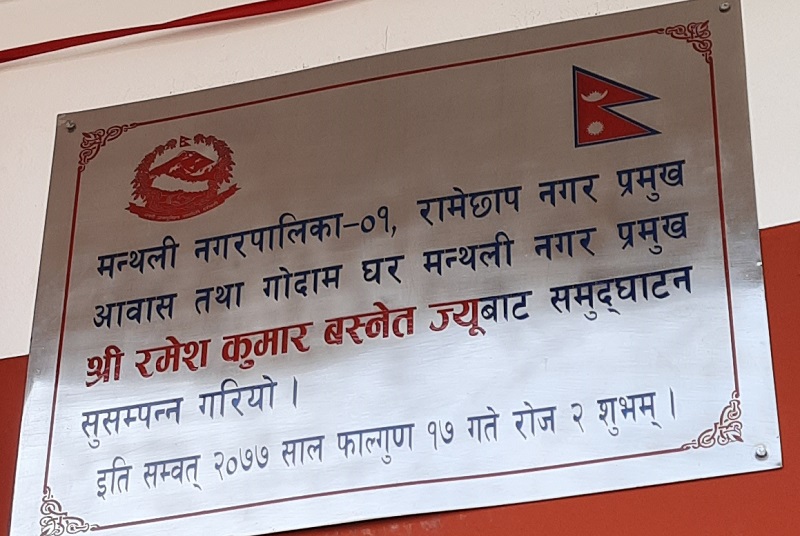 मन्थली नगरपालिका-०१, रामेछाप नगर प्रमुख
आवास तथा गोदाम घर मन्थली नगर प्रमुख
श्री रमेश कुमार बस्नेत ज्यूबाट समुद्घाटन
सुसम्पन्न गरियो ।
इति सम्वत् २०७७ साल फाल्गुण १७ गते रोज २ शुभम् ।